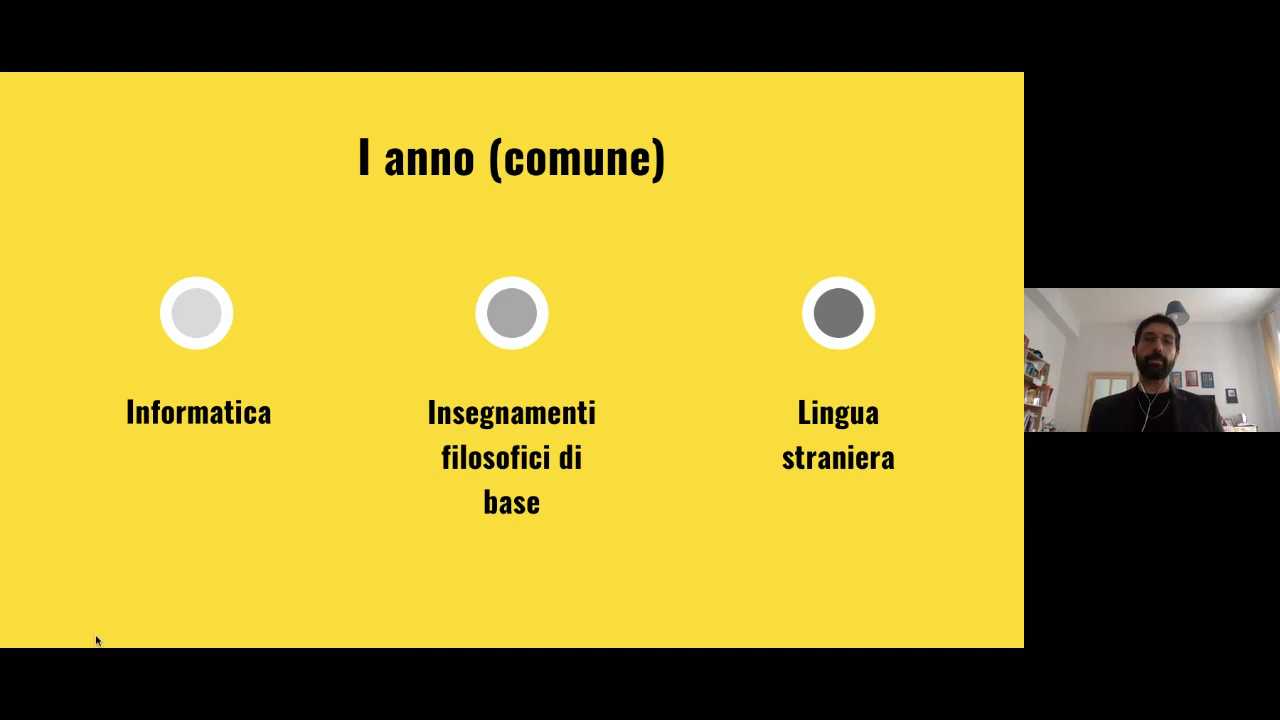 I anno (comune)
Informatica
Insegnamenti
filosofici di
base
Lingua
straniera